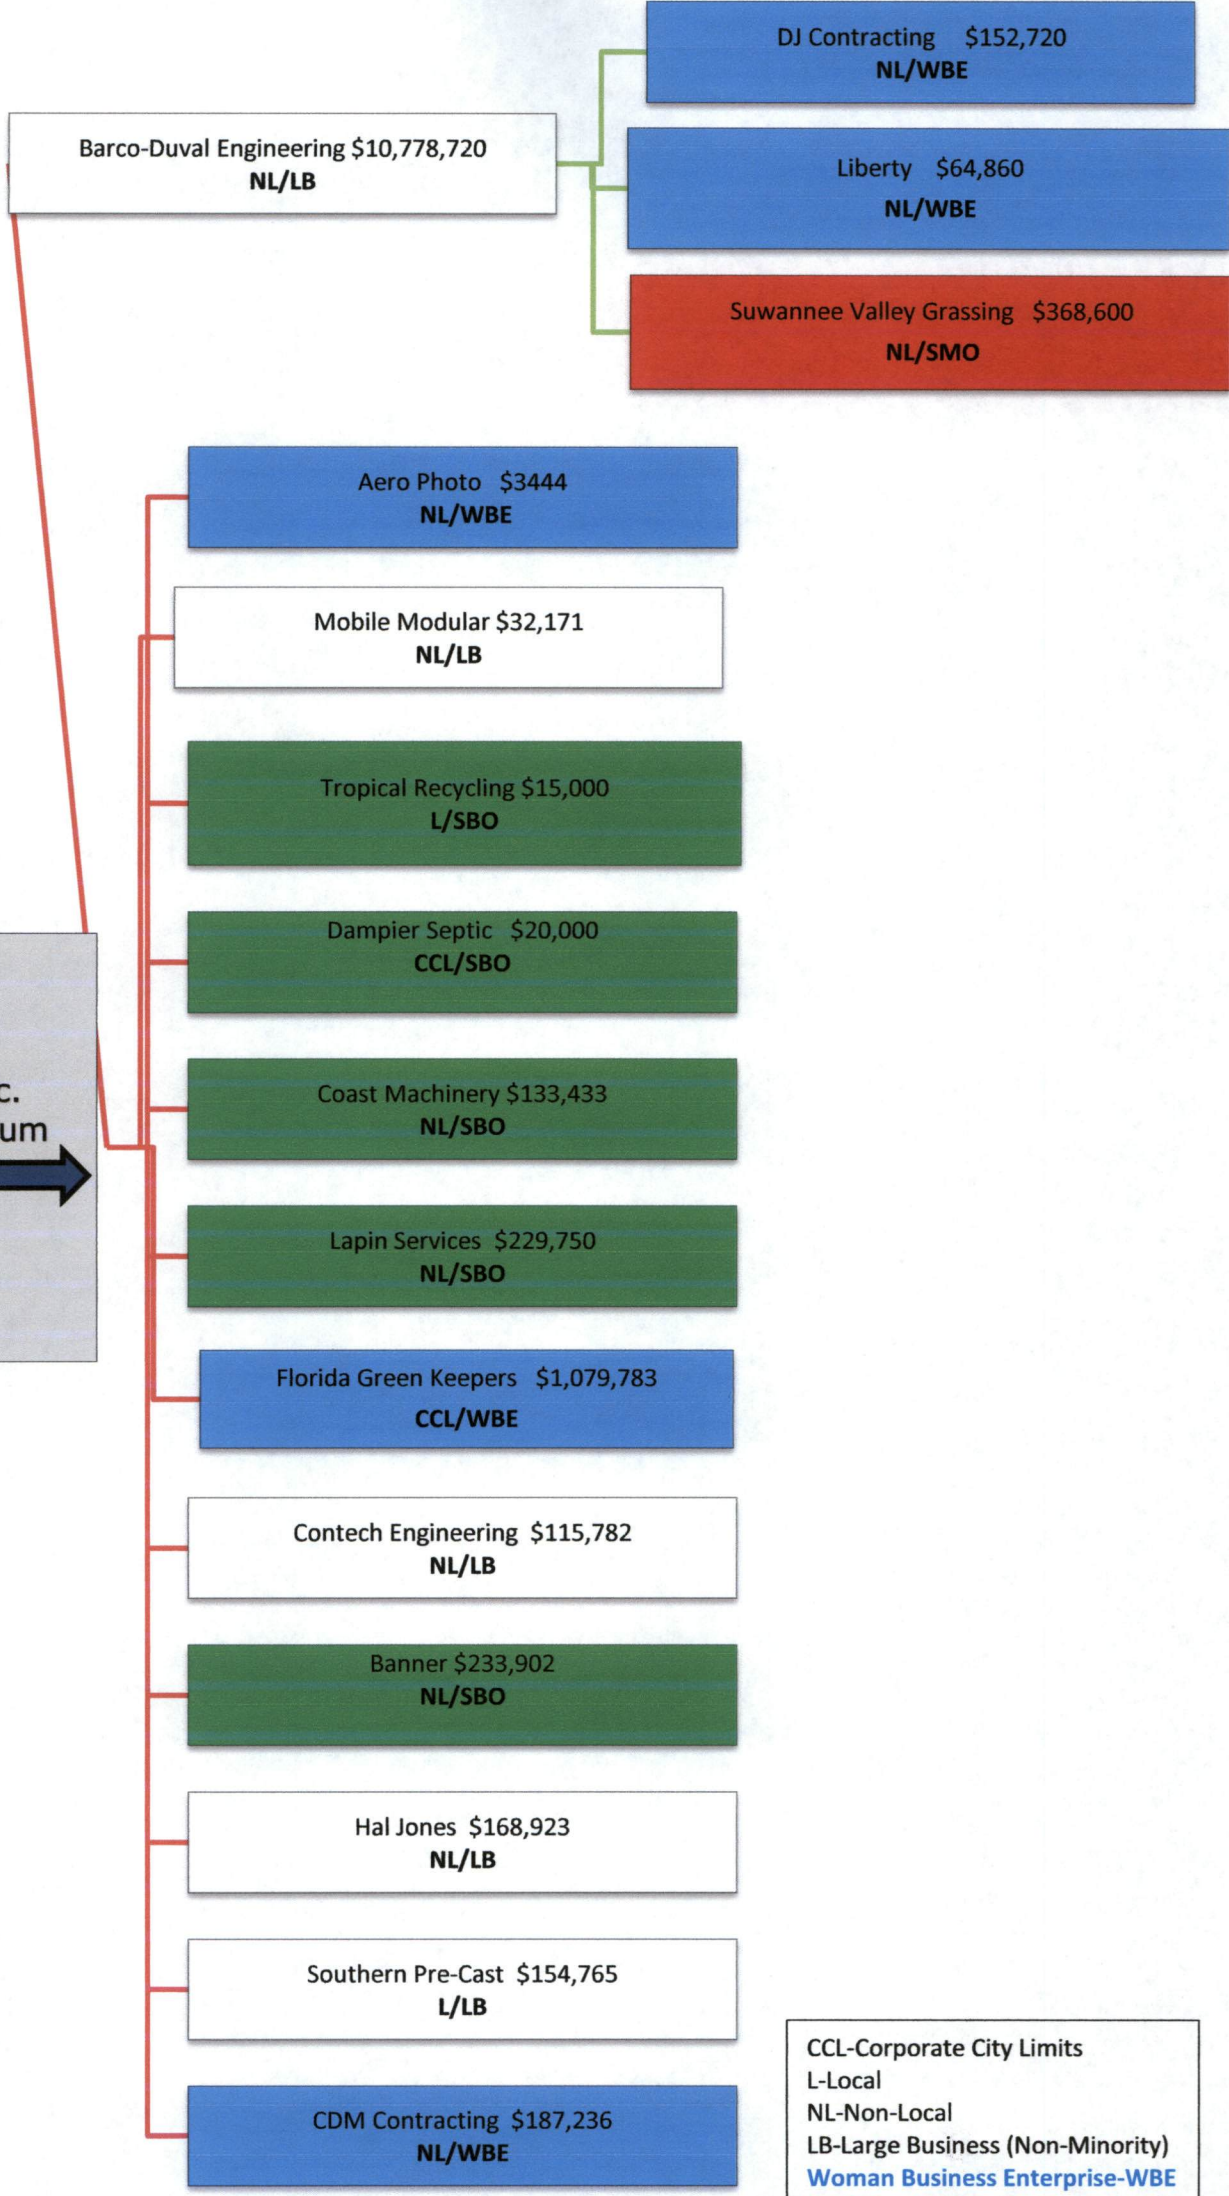 DJ Contracting $152,720
NL/WBE
Barco-Duval Engineering $10,778,720
NL/LB
Liberty $64,860
NL/WBE
Suwannee Valley Grassing $368,600
NL/SMO
Aero Photo $3444
NL/WBE
Mobile Modular $32,171
NL/LB
Tropical Recycling $15,000
L/SBO
Dampier Septic $20,000
CCL/SBO
Coast Machinery $133,433
NL/SBO
c.
um
Lapin Services $229,750
NL/SBO
Florida Green Keepers $1,079,783
CCL/WBE
Contech Engineering $115,782
NL/LB
Banner $233,902
NL/SBO
Hal Jones $168,923
NL/LB
Southern Pre-Cast $154,765
L/LB
CDM Contracting $187,236
NL/WBE
CCL-Corporate City Limits
L-Local
NL-Non-Local
LB-Large Business (Non-Minority)
Woman Business Enterprise-WBE